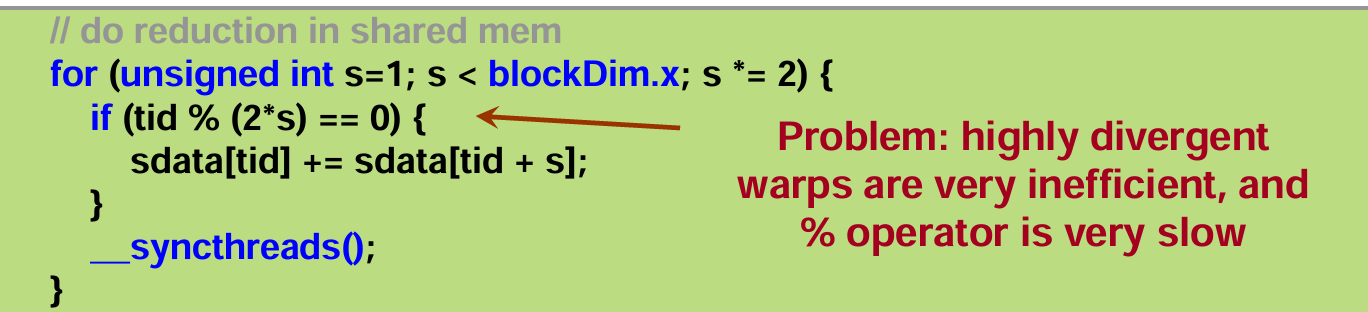 // do reduction in shared mem
for (unsigned int s=1; s < blockDim.x; s *= 2) {
if (tid % (2*s) == 0) {
sdata[tid] += sdata[tid + s];
}
__syncthreads();
}
Problem: highly divergent
warps are very inefficient, and
% operator is very slow